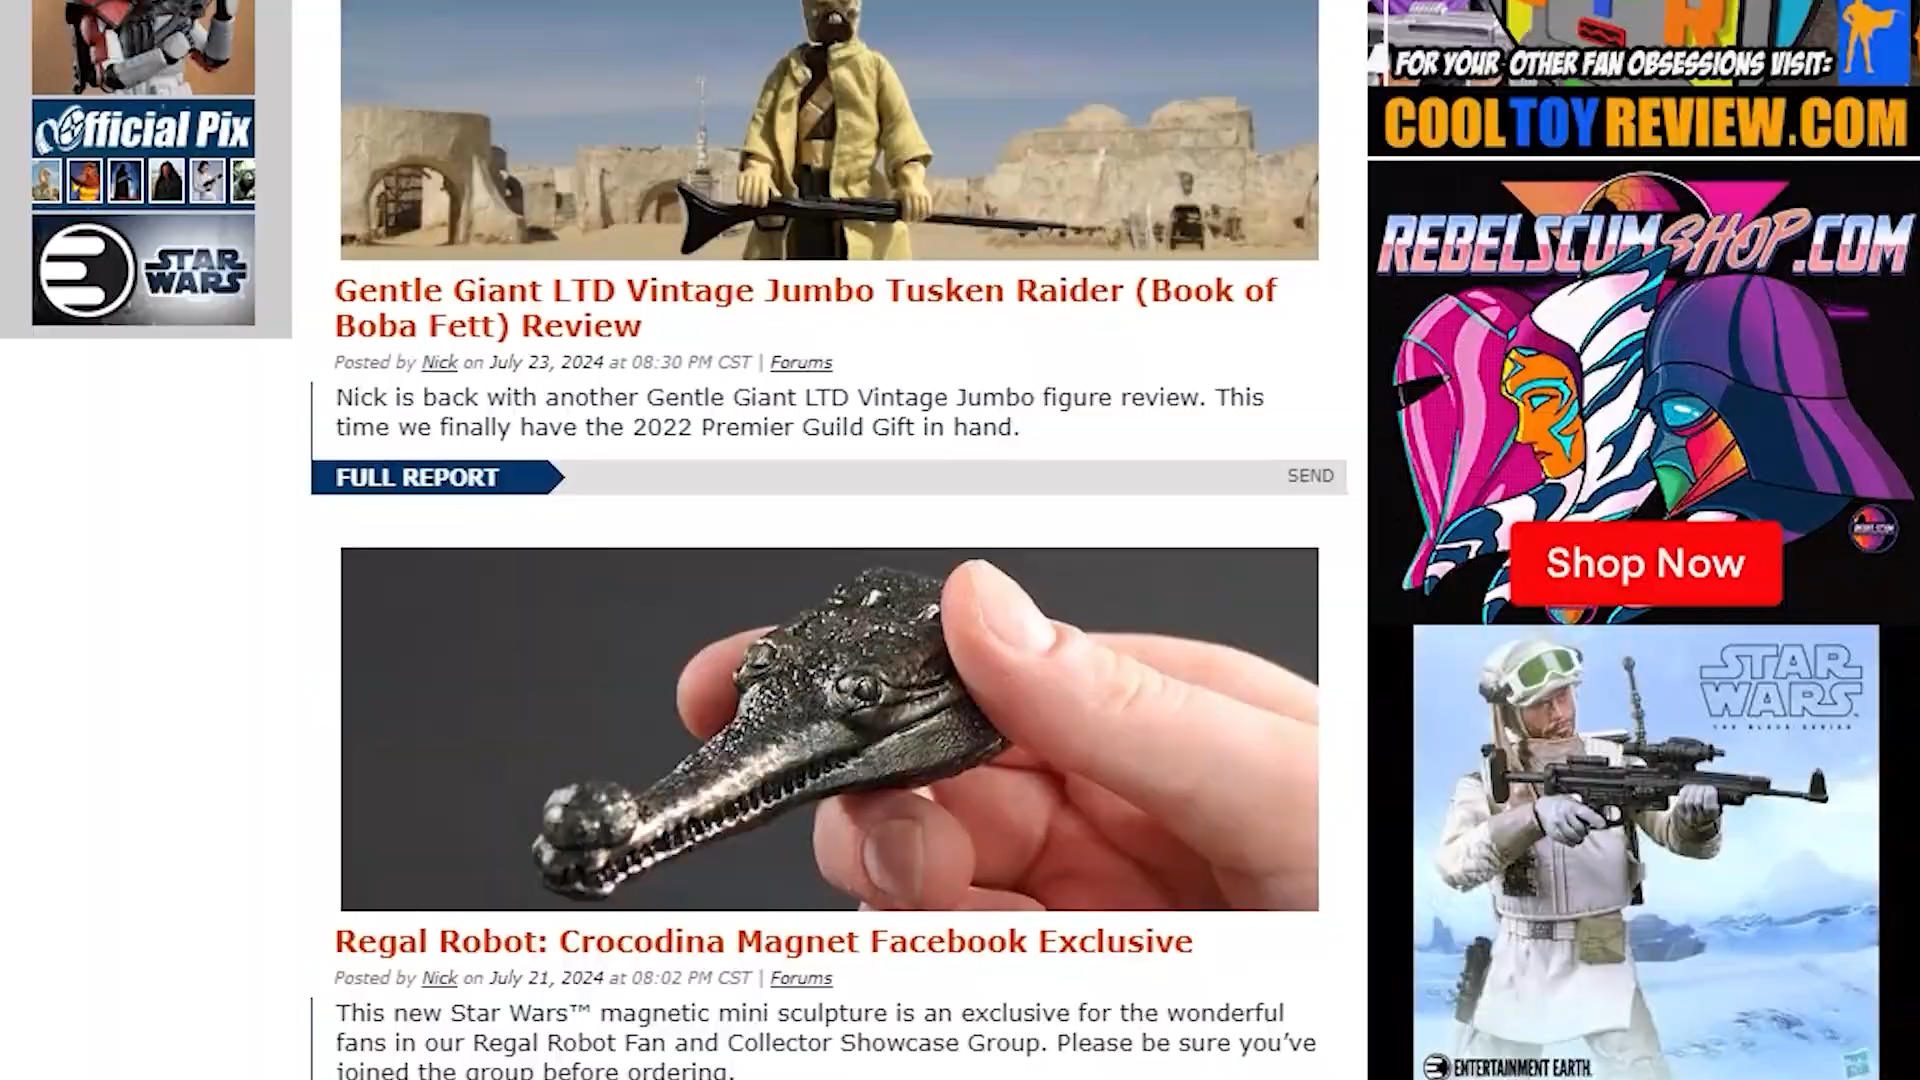 Official Pix
STAR
WARS
Gentle Giant LTD Vintage Jumbo Tusken Raider (Book of
Boba Fett) Review
Posted by Nick on July 23, 2024 at 08:30 PM CST | Forums
Nick is back with another Gentle Giant LTD Vintage Jumbo figure review. This
time we finally have the 2022 Premier Guild Gift in hand.
FULL REPORT
SEND
Regal Robot: Crocodina Magnet Facebook Exclusive
Posted by Nick on July 21, 2024 at 08:02 PM CST | Forums
This new Star Wars™ magnetic mini sculpture is an exclusive for the wonderful
fans in our Regal Robot Fan and Collector Showcase Group. Please be sure you’ve
joined the group before ordering.
FOR YOUR OTHER FAN OBSESSIONS VISIT:
COOLTOYREVIEW.COM
REBELSCUMSHOP.COM
Shop Now
STAR
WARS
THE BLACK SERIES
ENTERTAINMENT EARTH